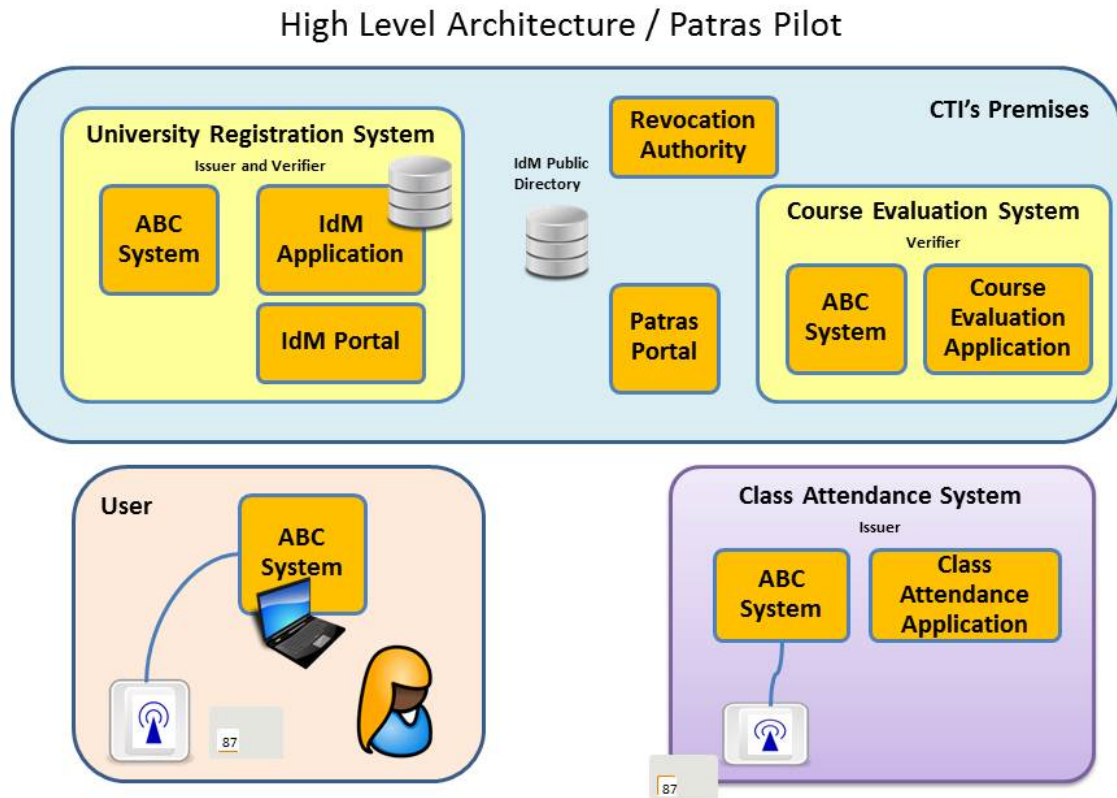 High Level Architecture / Patras Pilot
CTI's Premises
University Registration System
Issuer and Verifier
ABC
System
IdM
Application
IdM Portal
IdM Public
Directory
Revocation
Authority
Patras
Portal
Course Evaluation System
Verifier
ABC
System
Course
Evaluation
Application
User
ABC
System
87
Class Attendance System
Issuer
ABC
System
Class
Attendance
Application
87